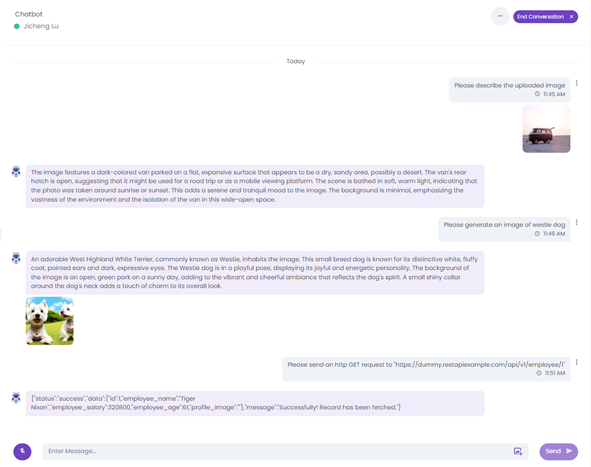 Chatbot
Jicheng Lu
End Conversation ×
Today
Please describe the uploaded image
11:45 AM
The image features a dark-colored van parked on a flat, expansive surface that appears to be dry, sandy area, possibly a desert. The van's rear
hatch is open, suggesting that it might be used for a road trip or as a mobile viewing platform. The scene is bathed in soft, warm light, indicating that
the photo was taken around sunrise or sunset. This adds a serene and tranquil mood to the image. The background is minimal, emphasizing the
vastness of the environment and the isolation of the van in this wide-open space.
Please generate an image of westie dog
11:46 AM
An adorable West Highland White Terrier, commonly known as Westie, inhabits the image. This small breed dog is known for its distinctive white, fluffy
coat, pointed ears and dark, expressive eyes. The Westie dog is in a playful pose, displaying its joyful and energetic personality. The background of
the image is an open, green park on a sunny day, adding to the vibrant and cheerful ambiance that reflects the dog's spirit. A small shiny collar
around the dog's neck adds a touch of charm to its overall look.
Please send an http GET request to "https://dummy.restapiexample.com/api/v1/employee/1"
11:51 AM
{"status":"success","data":{"id":1,"employee_name":"Tiger
Nixon","employee_salary":320800,"employee_age":61,"profile_image":""},"message":"Successfully! Record has been fetched."}
Enter Message...
Send